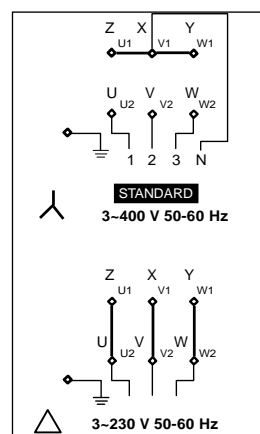 Z X Y
U1 V1 W1
U V W
U2 V2 W2
1 2 3 N
STANDARD
3~400 V 50-60 Hz
Z X Y
U1 V1 W1
U V W
U2 V2 W2
3~230 V 50-60 Hz